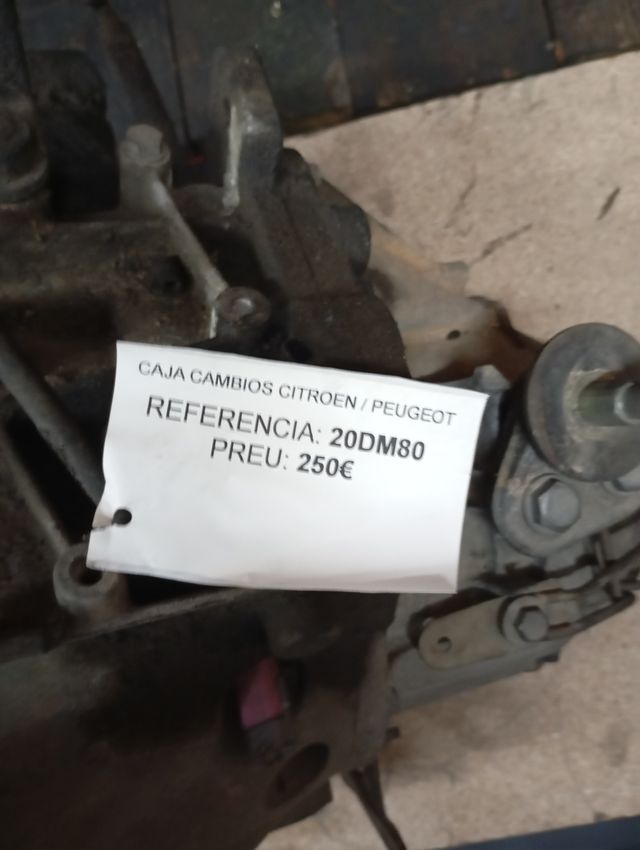 CAJA CAMBIOS CITROEN / PEUGEOT
REFERENCIA: 20DM80
PREU: 250€